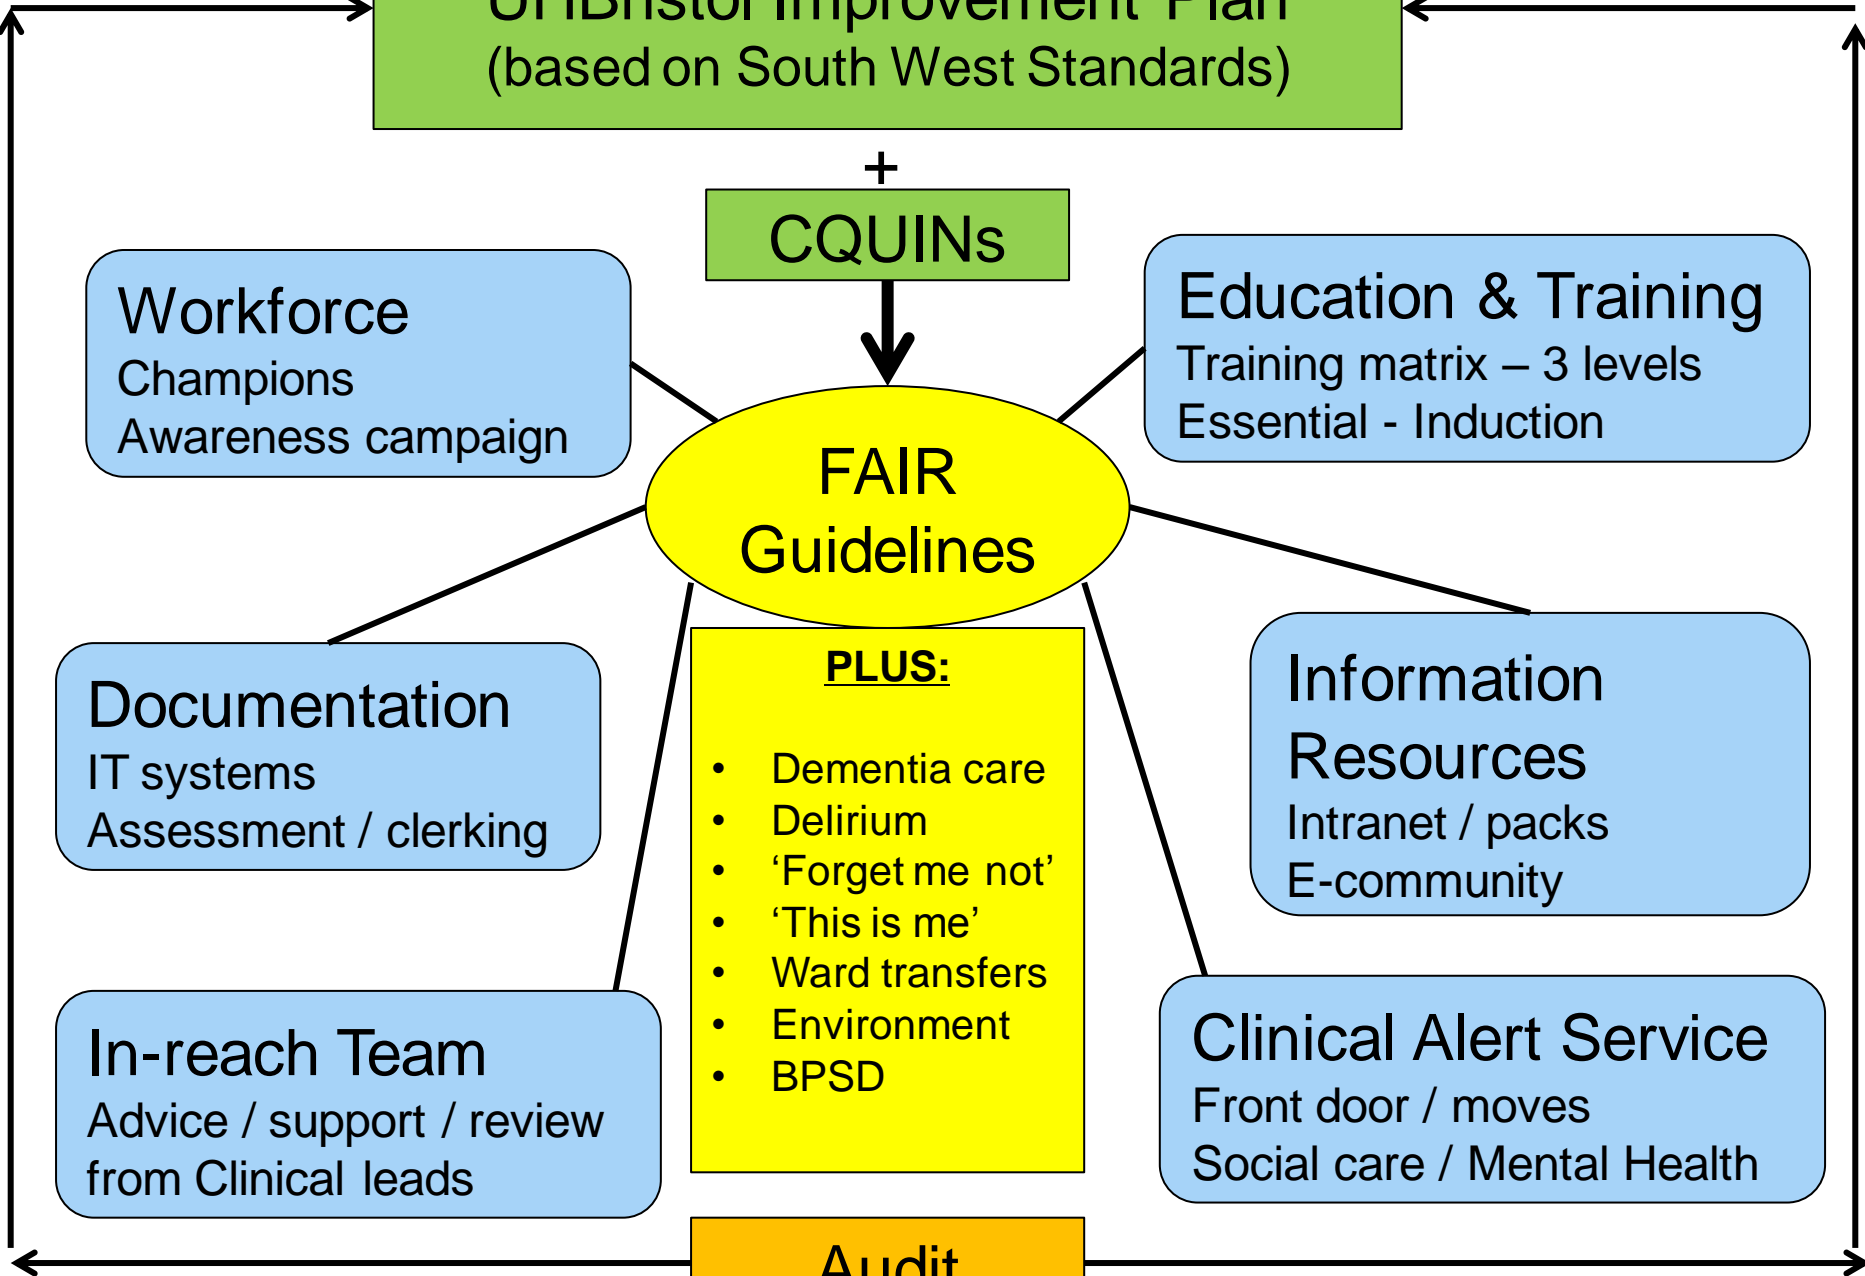 UHBristol Improvement Plan
(based on South West Standards)
+
CQUINs
Workforce
Champions
Awareness campaign
Education & Training
Training matrix – 3 levels
Essential - Induction
FAIR
Guidelines
Documentation
IT systems
Assessment / clerking
PLUS:
• Dementia care
• Delirium
• ‘Forget me not’
• ‘This is me’
• Ward transfers
• Environment
• BPSD
Information
Resources
Intranet / packs
E-community
In-reach Team
Advice / support / review
from Clinical leads
Clinical Alert Service
Front door / moves
Social care / Mental Health
Audit